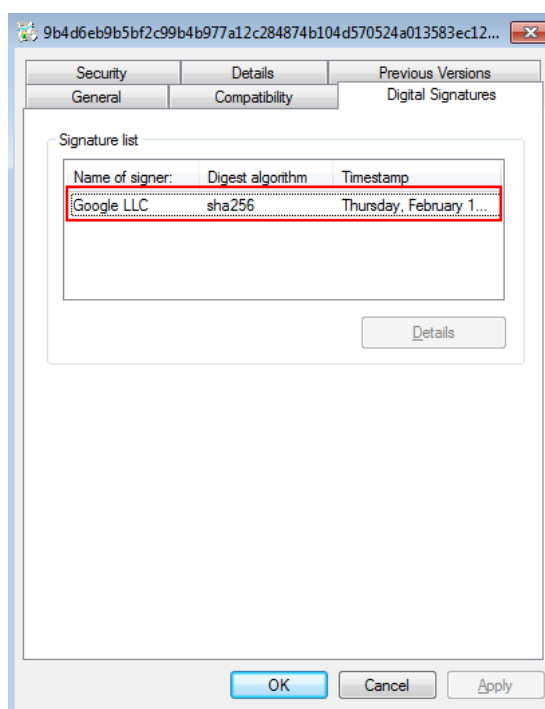 9b4d6eb9b5bf2c99b4b977a12c284874b104d570524a013583ec12...
Security Details Previous Versions
General Compatibility Digital Signatures
Signature list
Name of signer: Digest algorithm Timestamp
Google LLC sha256 Thursday, February 1...
Details
OK Cancel Apply